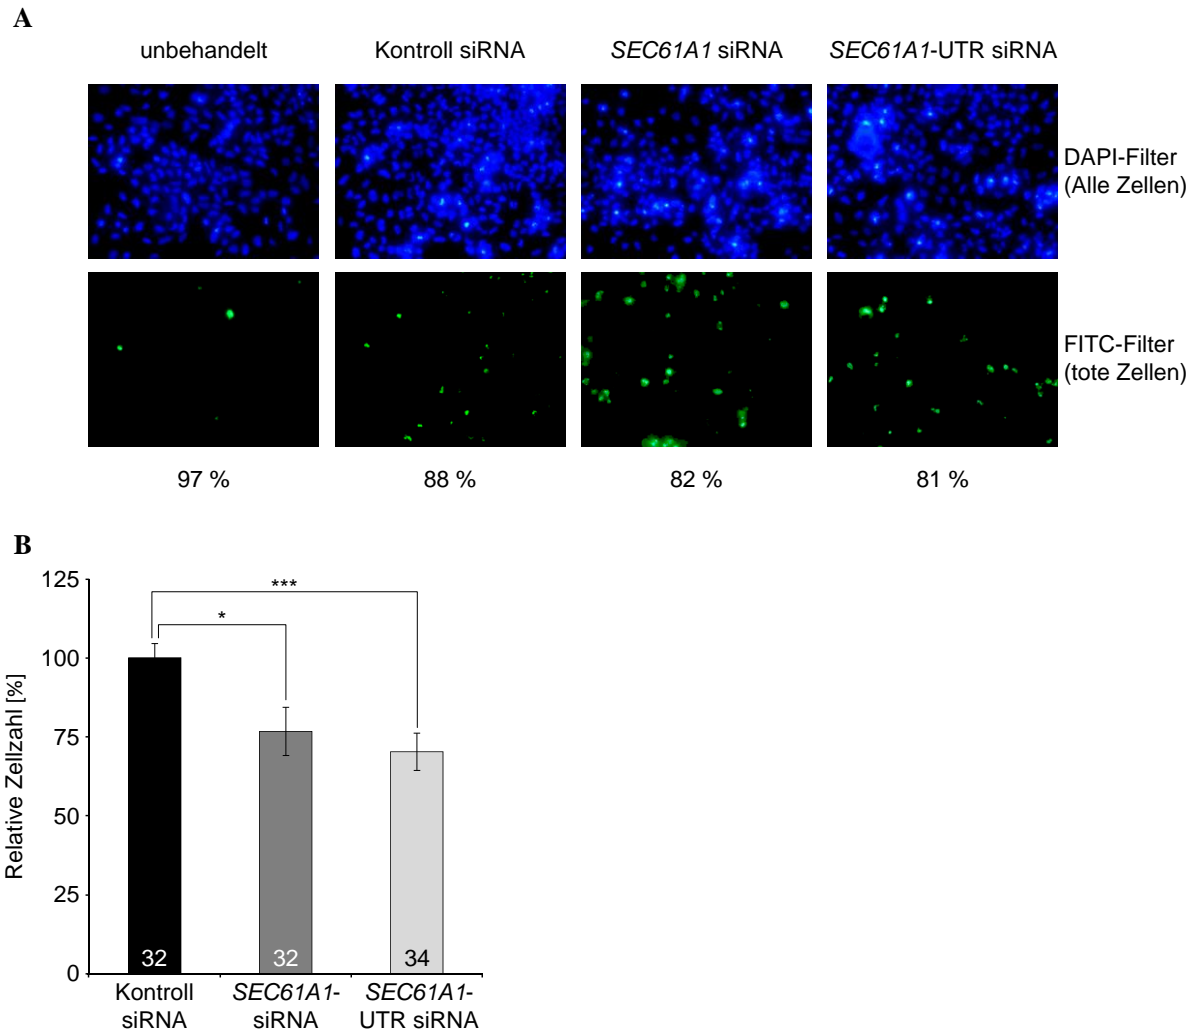 A
unbehandelt
Kontroll siRNA
SEC61A1 siRNA
SEC61A1-UTR siRNA
DAPI-Filter
(Alle Zellen)
FITC-Filter
(tote Zellen)
97 %
88 %
82 %
81 %
B
Relative Zellzahl [%]
125
100
75
50
25
0
***
*
32
32
34
Kontroll
siRNA
SEC61A1-
siRNA
SEC61A1-
UTR siRNA